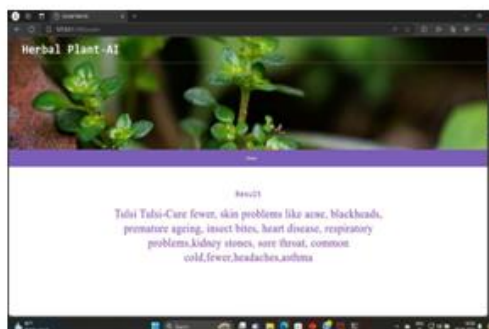 Herbal Plant-AI
Result
Tulsi Tulsi-Cure fewer, skin problems like acne, blackheads,
premature ageing, insect bites, heart disease, respiratory
problems,kidney stones, sore throat, common
cold,fewer,headaches,asthma